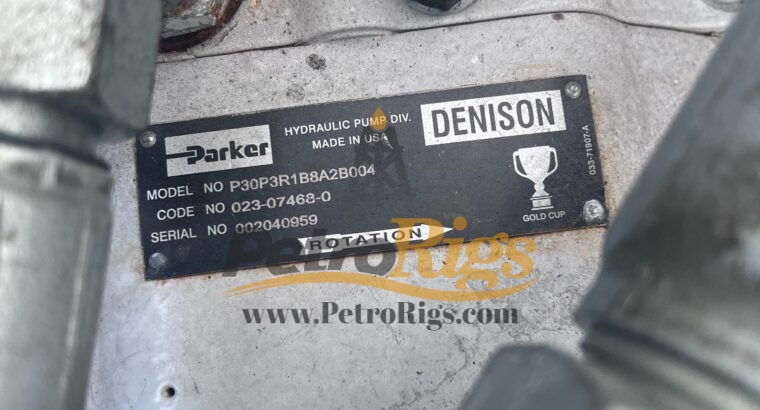 Parker
HYDRAULIC PUMP DIV.
MADE IN USA
DENISON
MODEL NO P30P3R1B8A2B004
CODE NO 023-07468-0
SERIAL NO 002040959
ROTATION
GOLD CUP
033-71907-A
PetroRigs
www.PetroRigs.com